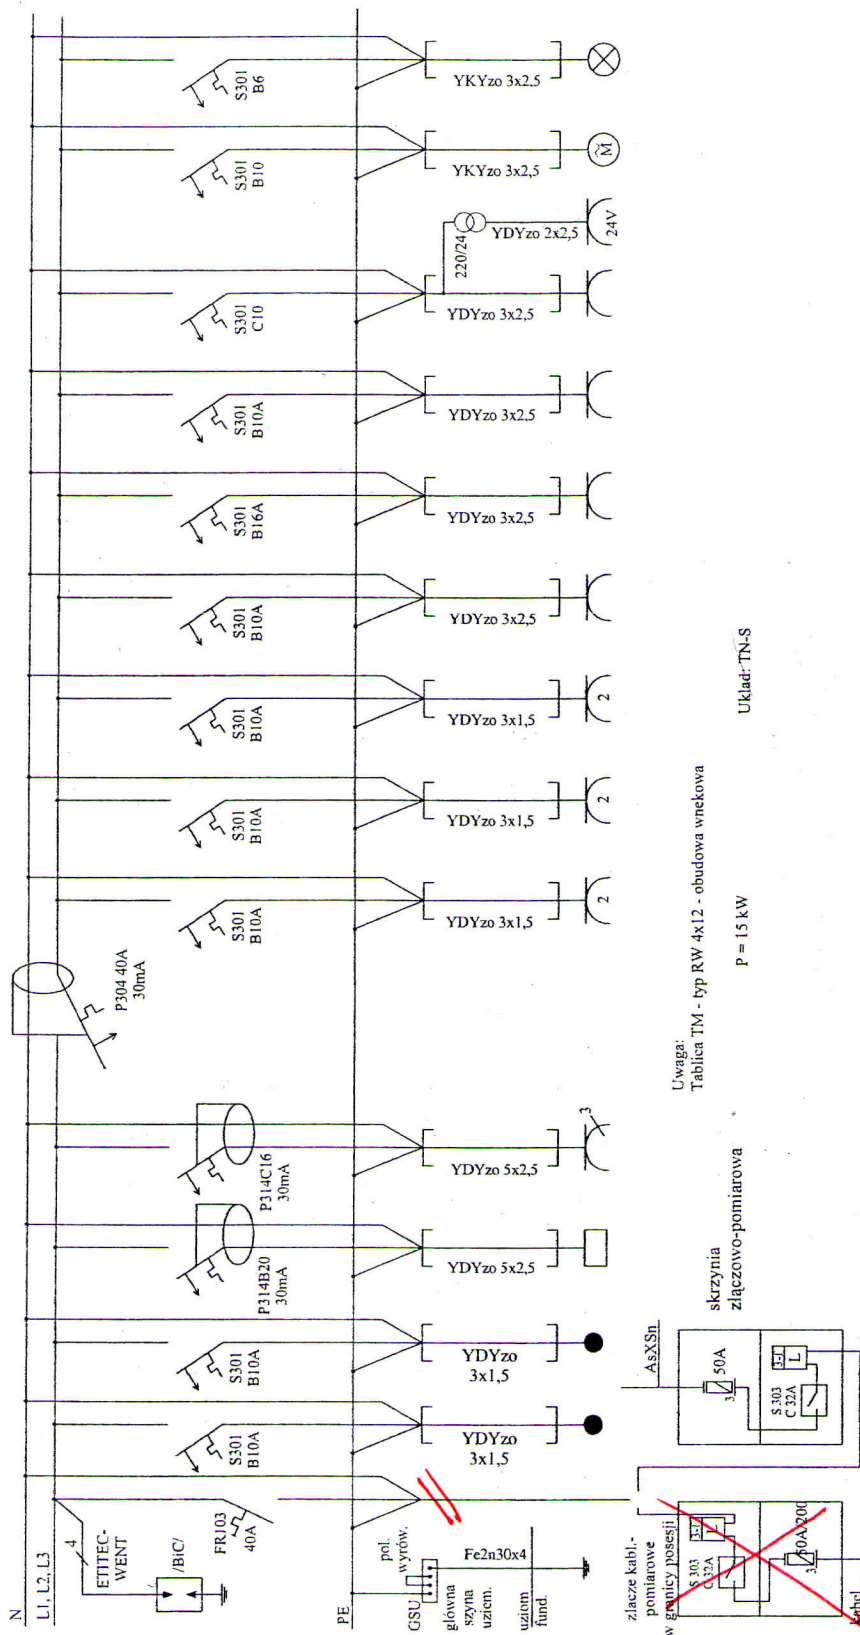 N
L1, L2, L3
PE
S301
B6
YKYzo 3x2,5
S301
B10
YKYzo 3x2,5
M
220/24
YDYzo 2x2,5
24V
S301
C10
YDYzo 3x2,5
S301
B10A
YDYzo 3x2,5
S301
B16A
YDYzo 3x2,5
S301
B10A
YDYzo 3x2,5
S301
B10A
YDYzo 3x1,5
2
S301
B10A
YDYzo 3x1,5
2
S301
B10A
YDYzo 3x1,5
2
P304 40A
30mA
P314C16
30mA
YDYzo 5x2,5
3
P314B20
30mA
YDYzo 5x2,5
S301
B10A
YDYzo
3x1,5
S301
B10A
YDYzo
3x1,5
FR103
40A
4
ETITEC-
WENT
/BiC/
GSU
pol.
wyrów.
główna
szyna
uziem.
Fe2n30x4
uziom
fund.
Uwaga:
Tablica TM - typ RW 4x12 - obudowa wnekowa
P = 15 kW
Uklad: TN-S
skrzynia
złączowo-pomiarowa
AsXSn
50A
3
S 303
C 32A
3-f
L
zlacze kabl.-
pomiarowe
w granicy posesji
S 303
C 32A
3-f
L
50A/200
3
kabel